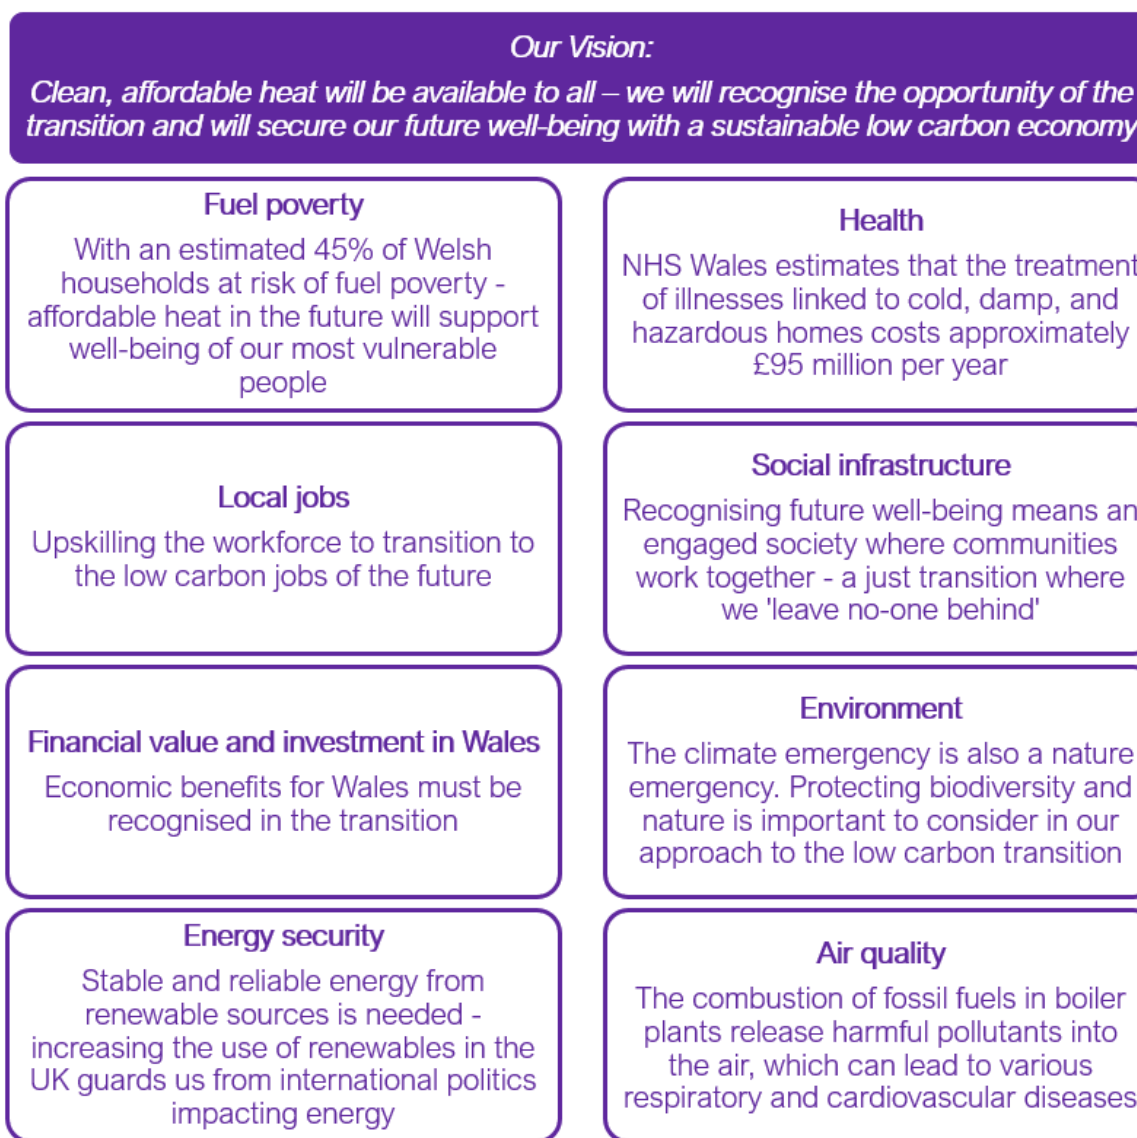 Our Vision:
Clean, affordable heat will be available to all – we will recognise the opportunity of the
transition and will secure our future well-being with a sustainable low carbon economy
Fuel poverty
With an estimated 45% of Welsh
households at risk of fuel poverty -
affordable heat in the future will support
well-being of our most vulnerable
people
Health
NHS Wales estimates that the treatment
of illnesses linked to cold, damp, and
hazardous homes costs approximately
£95 million per year
Local jobs
Upskilling the workforce to transition to
the low carbon jobs of the future
Social infrastructure
Recognising future well-being means an
engaged society where communities
work together - a just transition where
we 'leave no-one behind'
Financial value and investment in Wales
Economic benefits for Wales must be
recognised in the transition
Environment
The climate emergency is also a nature
emergency. Protecting biodiversity and
nature is important to consider in our
approach to the low carbon transition
Energy security
Stable and reliable energy from
renewable sources is needed -
increasing the use of renewables in the
UK guards us from international politics
impacting energy
Air quality
The combustion of fossil fuels in boiler
plants release harmful pollutants into
the air, which can lead to various
respiratory and cardiovascular diseases